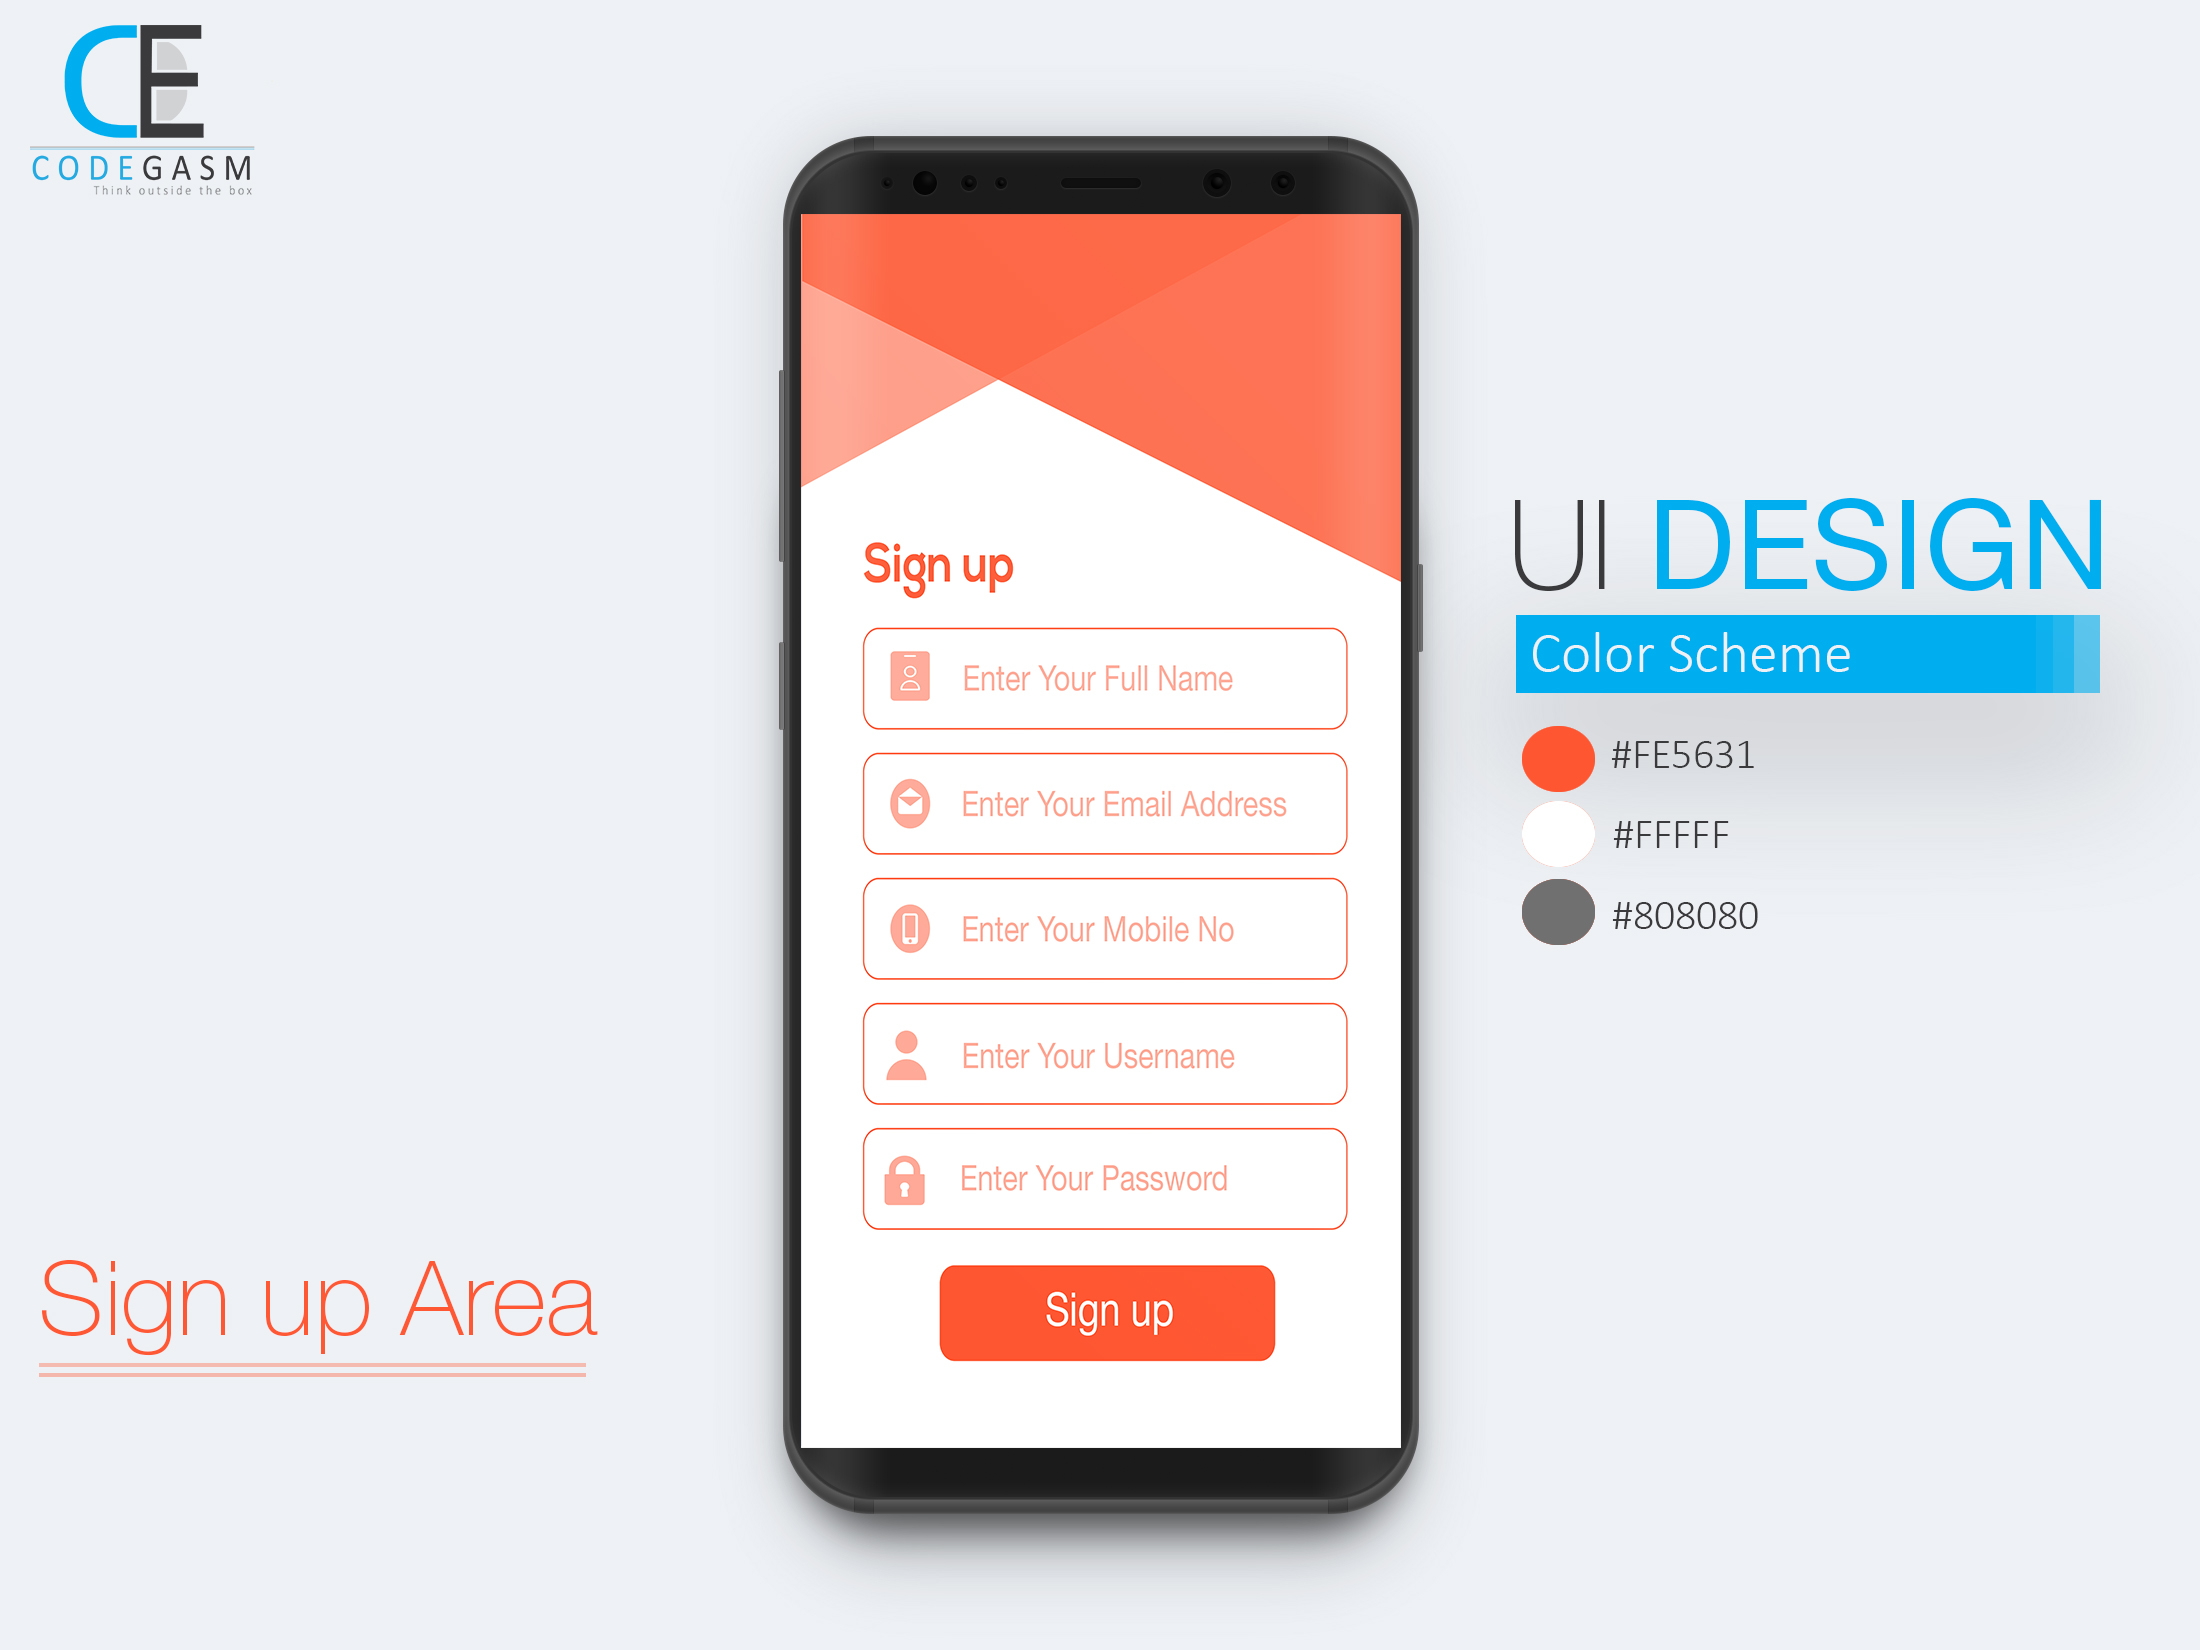 CE
CODEGASM
Think outside the box
Sign up
Enter Your Full Name
Enter Your Email Address
Enter Your Mobile No
Enter Your Username
Enter Your Password
Sign up
UI DESIGN
Color Scheme
#FE5631
#FFFFF
#808080
Sign up Area